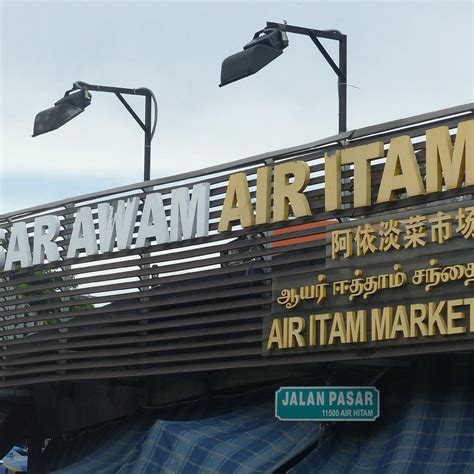 SAR AWAM AIR ITAM
阿依淡菜市场
ஆயர் ஈத்தாம் சந்தை
AIR ITAM MARKET
JALAN PASAR
11500 AIR HITAM